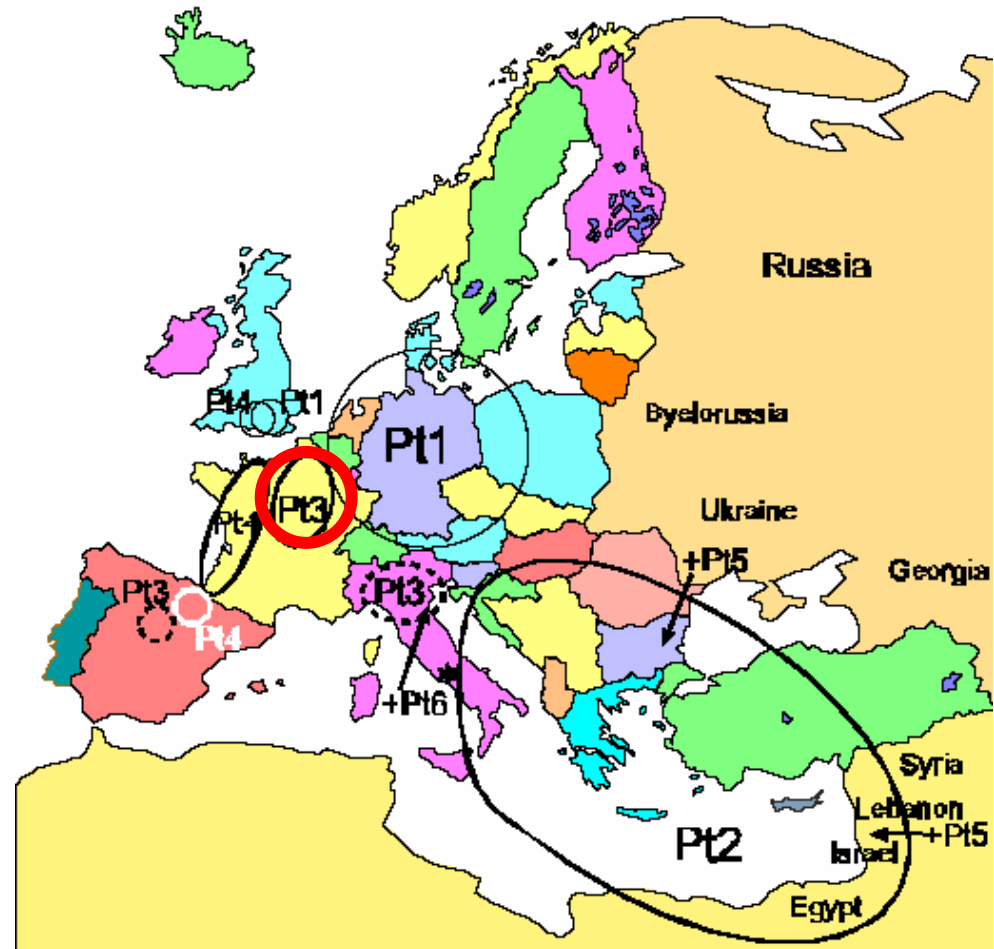 Russia
Pt4 Pt1
Byelorussia
Pt1
Pt3
Pt4
Ukraine
+Pt5
Georgia
Pt3
Pt3
Pt4
+Pt6
Syria
Lebanon
+Pt5
Israel
Pt2
Egypt